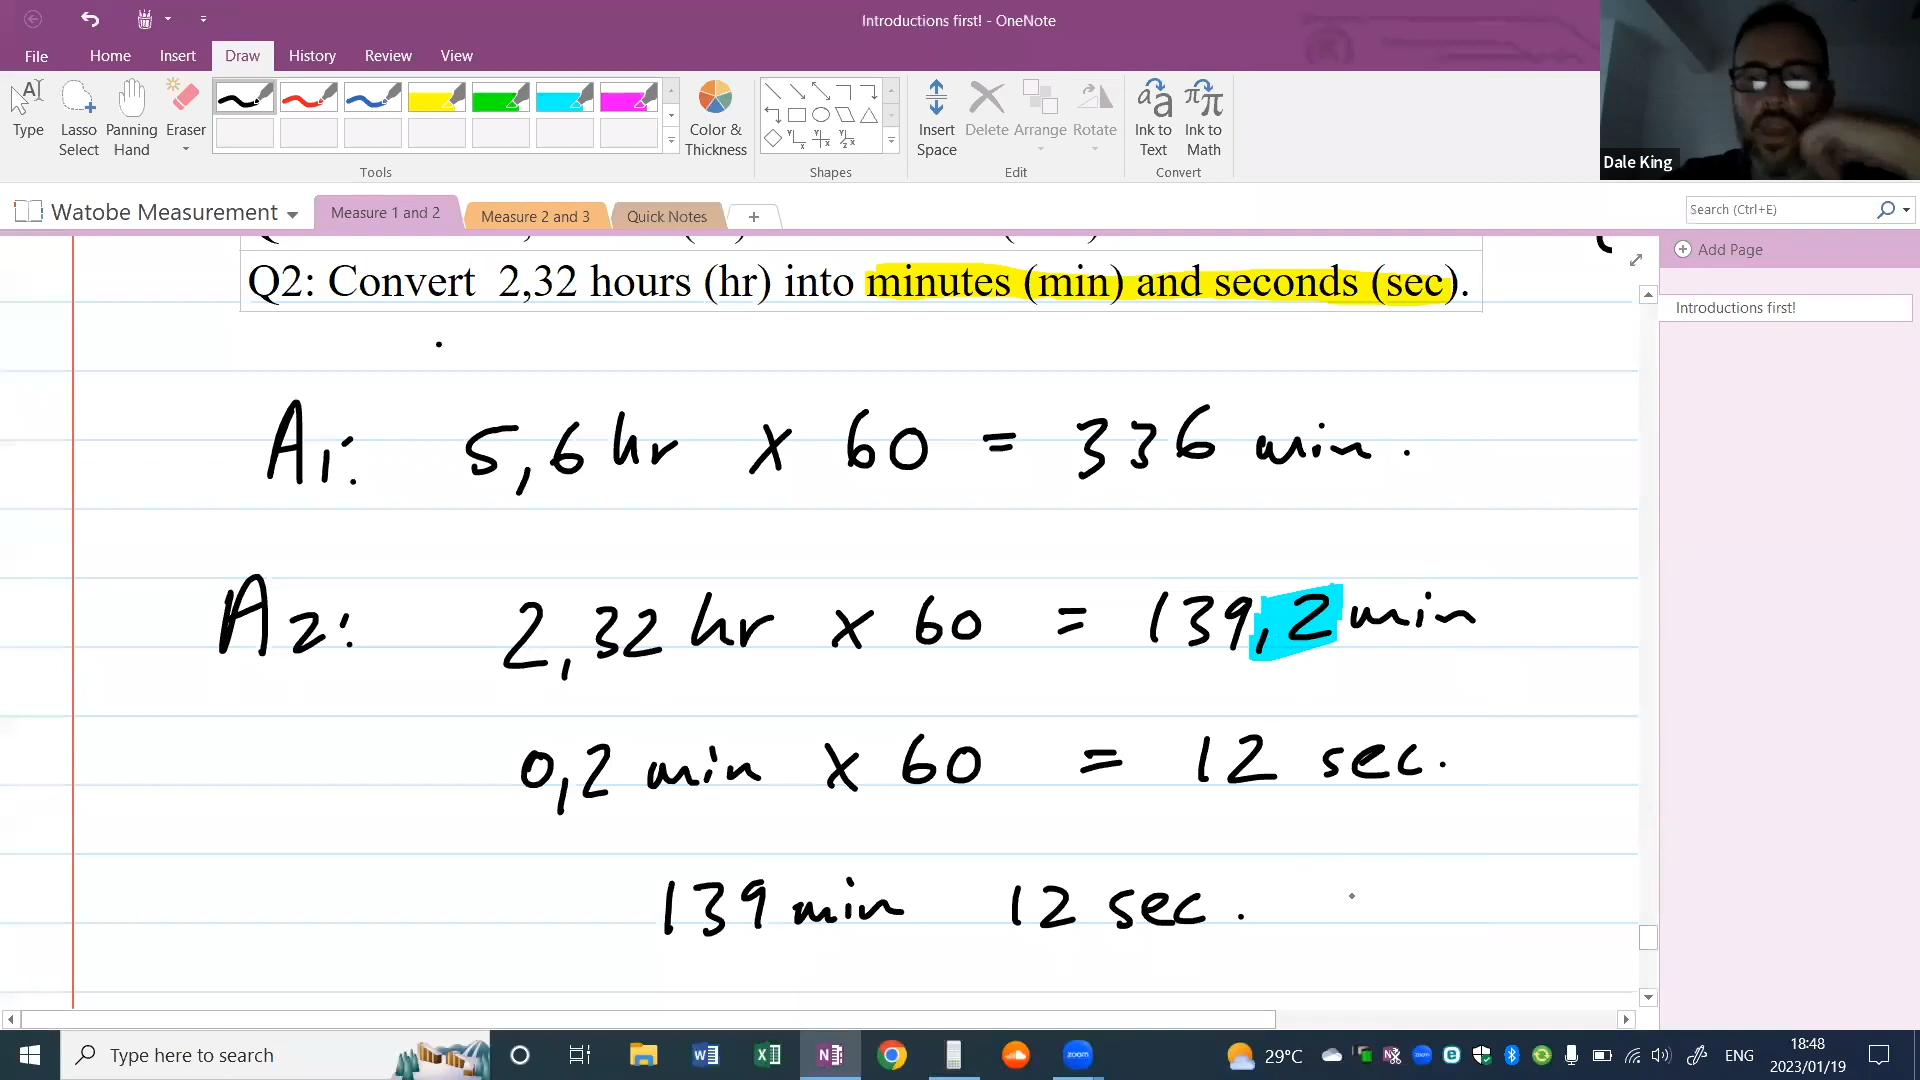 Introductions first! - OneNote
File Home Insert Draw History Review View
Type
Lasso Select
Panning Hand
Eraser
Color & Thickness
Insert Space
Delete
Arrange
Rotate
Ink to Text
Ink to Math
Tools
Shapes
Edit
Convert
Dale King
Watobe Measurement
Measure 1 and 2
Measure 2 and 3
Quick Notes
Search (Ctrl+E)
Add Page
Introductions first!
Q2: Convert 2,32 hours (hr) into minutes (min) and seconds (sec).
A1: 5,6 hr x 60 = 336 min.
A2: 2,32 hr x 60 = 139,2 min
0,2 min x 60 = 12 sec.
139 min 12 sec.
Type here to search
zoom
29°C
ENG
18:48
2023/01/19